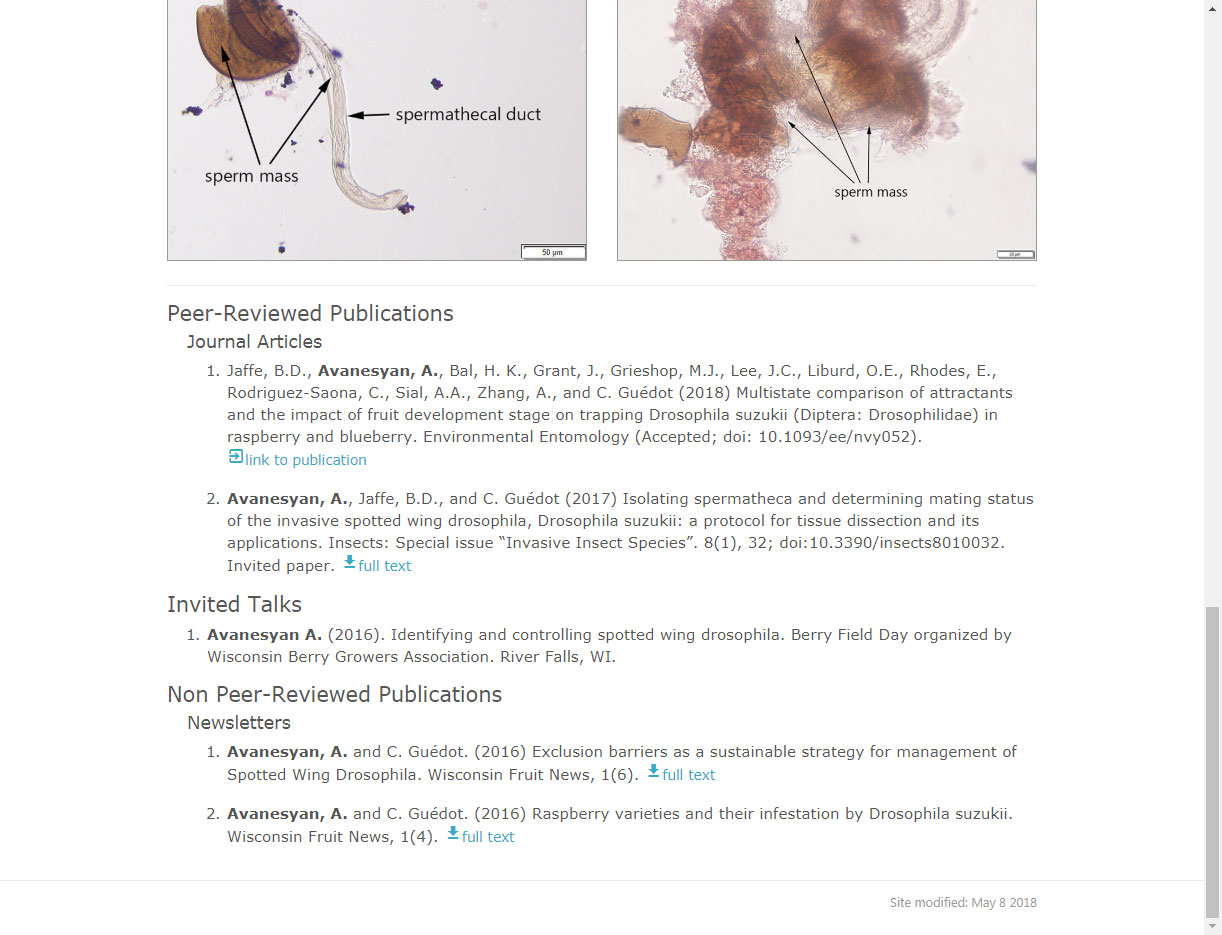 spermathecal duct
sperm mass
50 µm
sperm mass
Peer-Reviewed Publications
Journal Articles
1. Jaffe, B.D., Avanesyan, A., Bal, H. K., Grant, J., Grieshop, M.J., Lee, J.C., Liburd, O.E., Rhodes, E.,
Rodriguez-Saona, C., Sial, A.A., Zhang, A., and C. Guédot (2018) Multistate comparison of attractants
and the impact of fruit development stage on trapping Drosophila suzukii (Diptera: Drosophilidae) in
raspberry and blueberry. Environmental Entomology (Accepted; doi: 10.1093/ee/nvy052).
link to publication
2. Avanesyan, A., Jaffe, B.D., and C. Guédot (2017) Isolating spermatheca and determining mating status
of the invasive spotted wing drosophila, Drosophila suzukii: a protocol for tissue dissection and its
applications. Insects: Special issue “Invasive Insect Species”. 8(1), 32; doi:10.3390/insects8010032.
Invited paper. full text
Invited Talks
1. Avanesyan A. (2016). Identifying and controlling spotted wing drosophila. Berry Field Day organized by
Wisconsin Berry Growers Association. River Falls, WI.
Non Peer-Reviewed Publications
Newsletters
1. Avanesyan, A. and C. Guédot. (2016) Exclusion barriers as a sustainable strategy for management of
Spotted Wing Drosophila. Wisconsin Fruit News, 1(6). full text
2. Avanesyan, A. and C. Guédot. (2016) Raspberry varieties and their infestation by Drosophila suzukii.
Wisconsin Fruit News, 1(4). full text
Site modified: May 8 2018